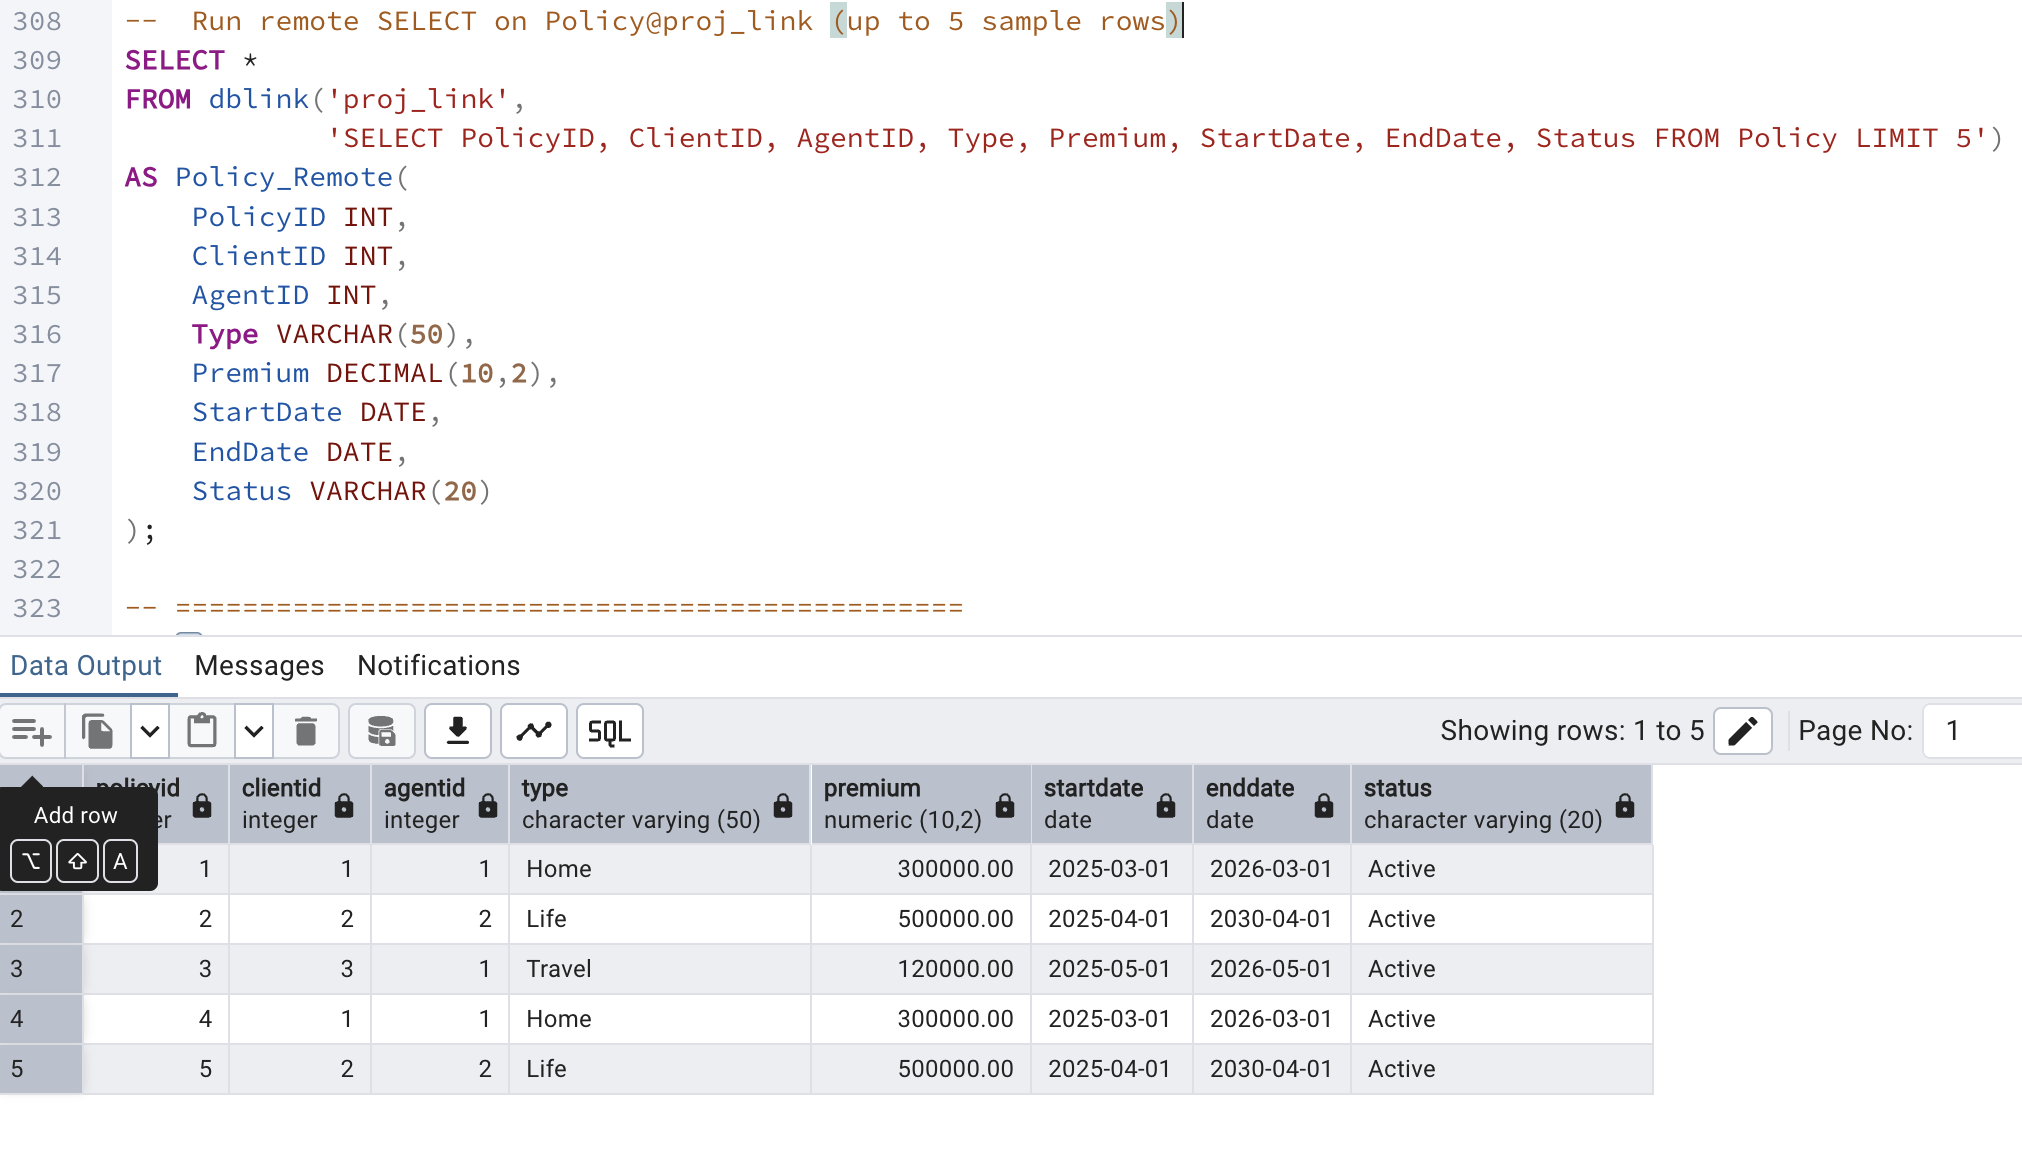 308 --  Run remote SELECT on Policy@proj_link (up to 5 sample rows)
309 SELECT *
310 FROM dblink('proj_link',
311             'SELECT PolicyID, ClientID, AgentID, Type, Premium, StartDate, EndDate, Status FROM Policy LIMIT 5')
312 AS Policy_Remote(
313     PolicyID INT,
314     ClientID INT,
315     AgentID INT,
316     Type VARCHAR(50),
317     Premium DECIMAL(10,2),
318     StartDate DATE,
319     EndDate DATE,
320     Status VARCHAR(20)
321 );
322
323 -- ===============================================
Data Output Messages Notifications
SQL Showing rows: 1 to 5 Page No: 1
clientid agentid type premium startdate enddate status
integer integer character varying (50) numeric (10,2) date date character varying (20)
Add row
A
1 1 1 Home 300000.00 2025-03-01 2026-03-01 Active
2 2 2 2 Life 500000.00 2025-04-01 2030-04-01 Active
3 3 3 1 Travel 120000.00 2025-05-01 2026-05-01 Active
4 4 1 1 Home 300000.00 2025-03-01 2026-03-01 Active
5 5 2 2 Life 500000.00 2025-04-01 2030-04-01 Active